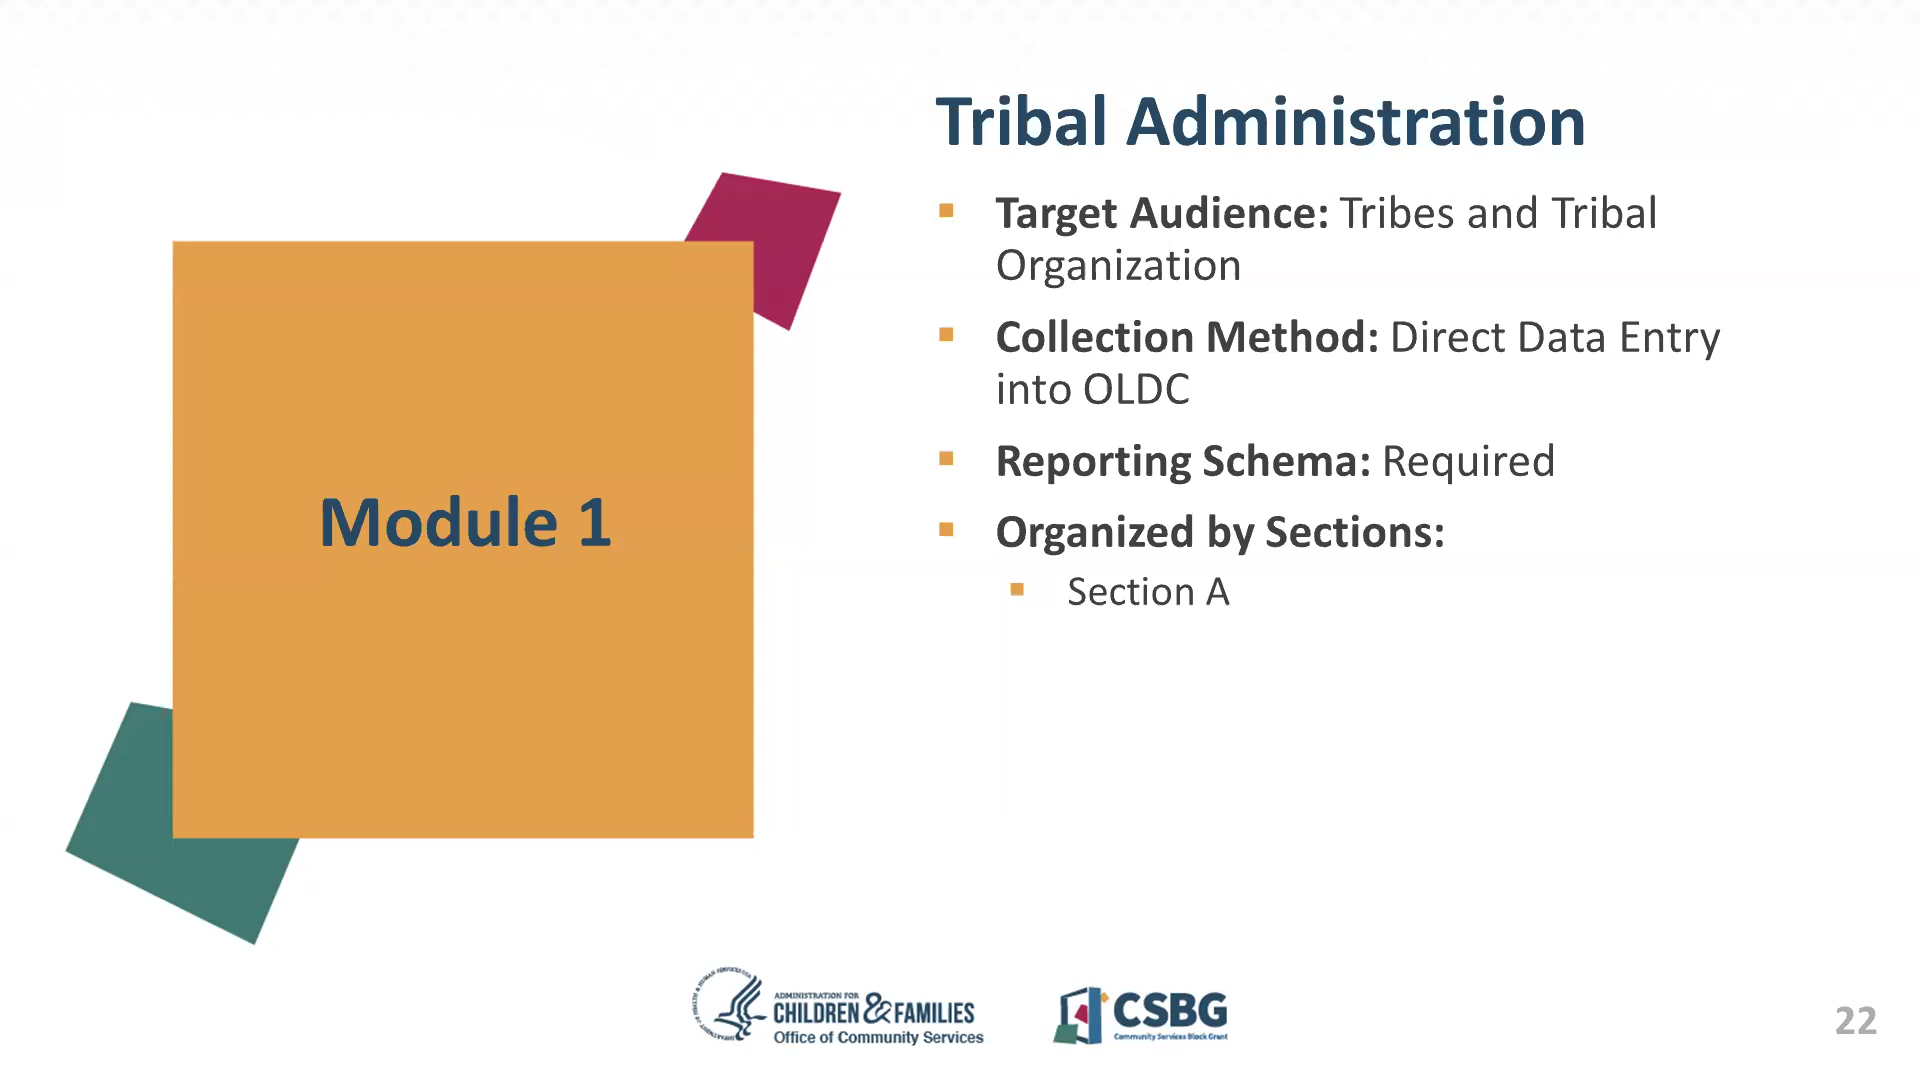 Tribal Administration
▪ Target Audience: Tribes and Tribal
Organization
▪ Collection Method: Direct Data Entry
into OLDC
▪ Reporting Schema: Required
▪ Organized by Sections:
▪ Section A
Module 1
ADMINISTRATION FOR
CHILDREN & FAMILIES
Office of Community Services
CSBG
Community Services Block Grant
22